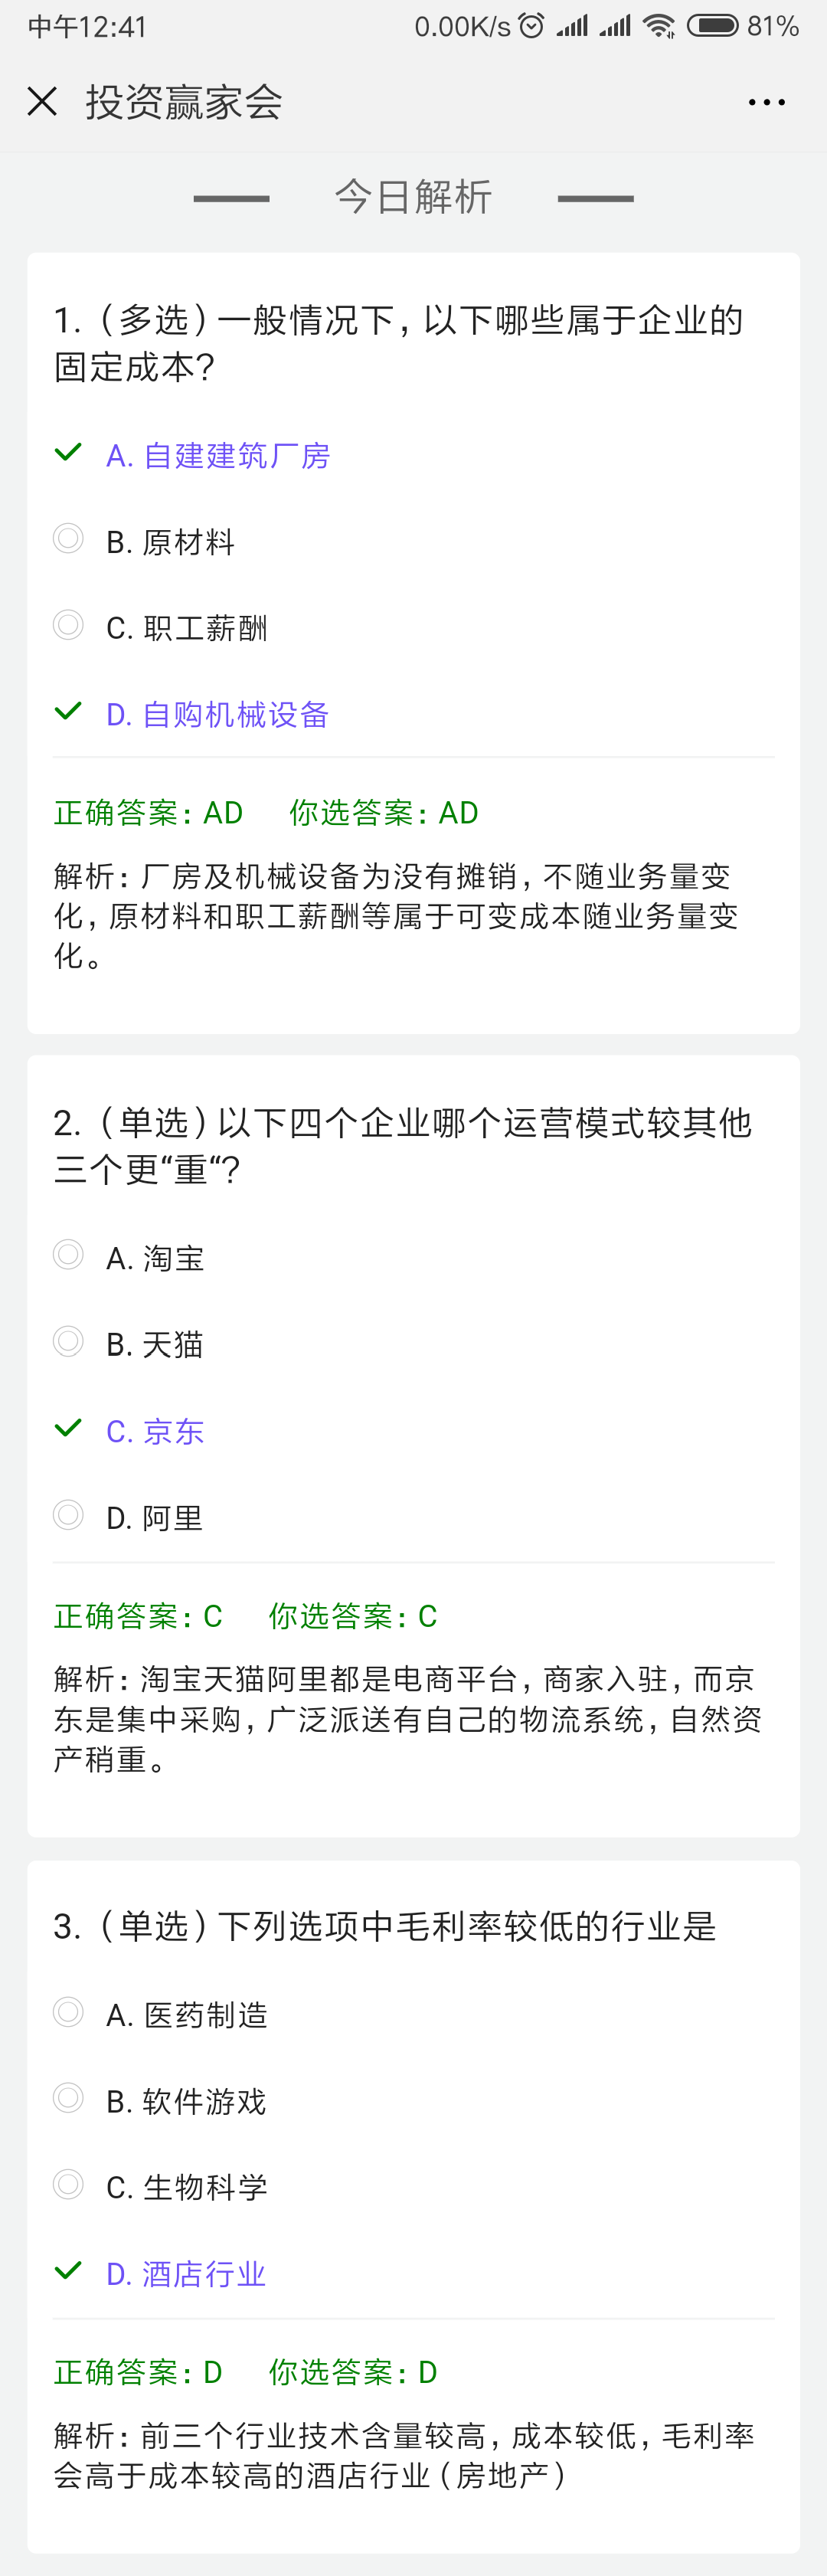 中午12:41
0.00K/s
81%
投资赢家会
今日解析
1.（多选）一般情况下，以下哪些属于企业的
固定成本？
A. 自建建筑厂房
B. 原材料
C. 职工薪酬
D. 自购机械设备
正确答案：AD 你选答案：AD
解析：厂房及机械设备为没有摊销，不随业务量变
化，原材料和职工薪酬等属于可变成本随业务量变
化。
2.（单选）以下四个企业哪个运营模式较其他
三个更“重“？
A. 淘宝
B. 天猫
C. 京东
D. 阿里
正确答案：C 你选答案：C
解析：淘宝天猫阿里都是电商平台，商家入驻，而京
东是集中采购，广泛派送有自己的物流系统，自然资
产稍重。
3.（单选）下列选项中毛利率较低的行业是
A. 医药制造
B. 软件游戏
C. 生物科学
D. 酒店行业
正确答案：D 你选答案：D
解析：前三个行业技术含量较高，成本较低，毛利率
会高于成本较高的酒店行业（房地产）